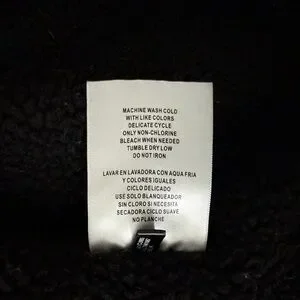 MACHINE WASH COLD
WITH LIKE COLORS
DELICATE CYCLE
ONLY NON-CHLORINE
BLEACH WHEN NEEDED
TUMBLE DRY LOW
DO NOT IRON
LAVAR EN LAVADORA CON AQUA FRIA
Y COLORES IGUALES
CICLO DELICADO
USE SOLO BLANQUEADOR
SIN CLORO SI NECESITA
SECADORA CICLO SUAVE
NO PLANCHE